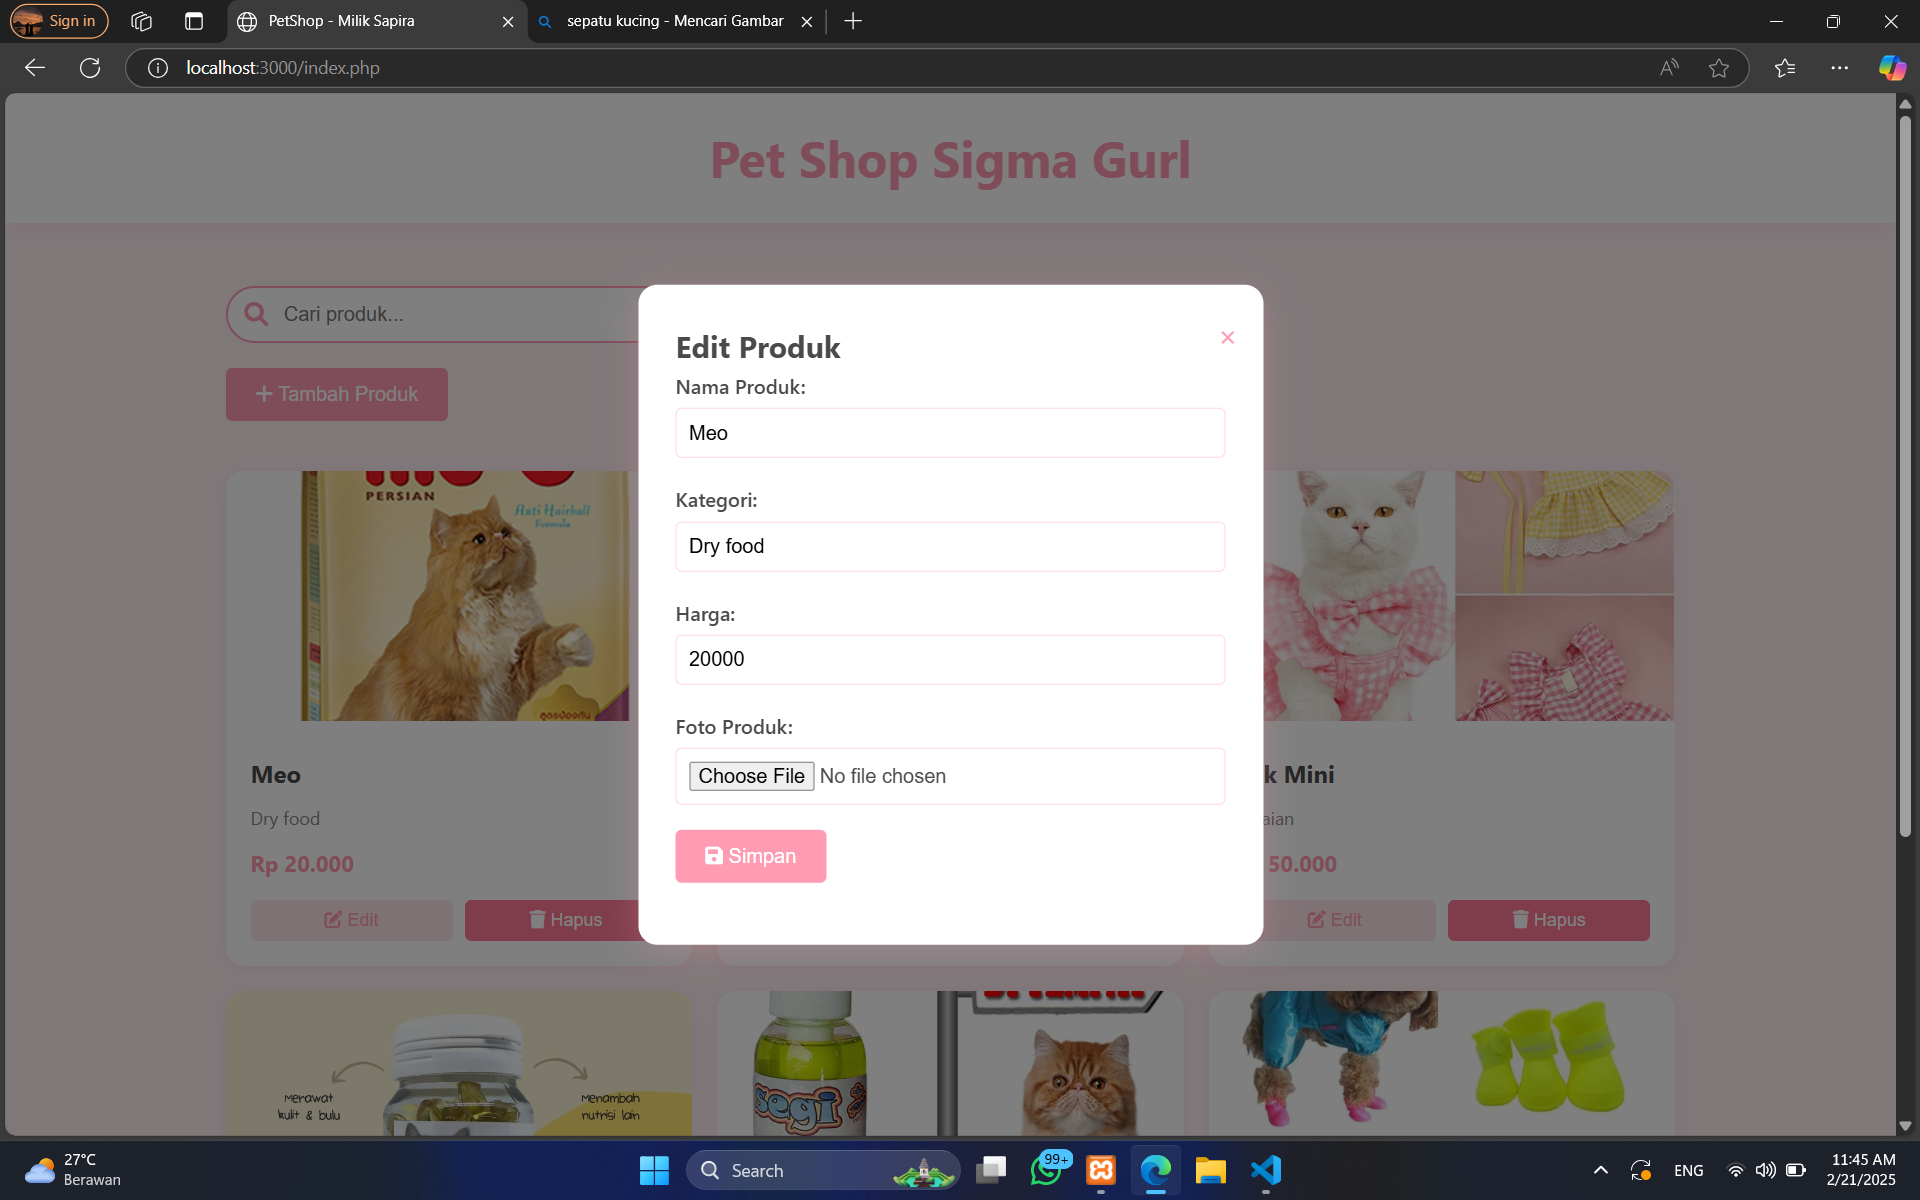 Sign in
PetShop - Milik Sapira
sepatu kucing - Mencari Gambar
localhost:3000/index.php
Pet Shop Sigma Gurl
Cari produk...
Tambah Produk
Edit Produk
Nama Produk:
Meo
Kategori:
Dry food
Harga:
20000
Foto Produk:
Choose File No file chosen
Simpan
PERSIAN
Anti Hairball
Formula
Meo
Dry food
Rp 20.000
Edit
Hapus
k Mini
aian
50.000
Edit
Hapus
Merawat
kulit & bulu
Menambah
nutrisi lain
segi
27°C
Berawan
Search
99+
ENG
11:45 AM
2/21/2025